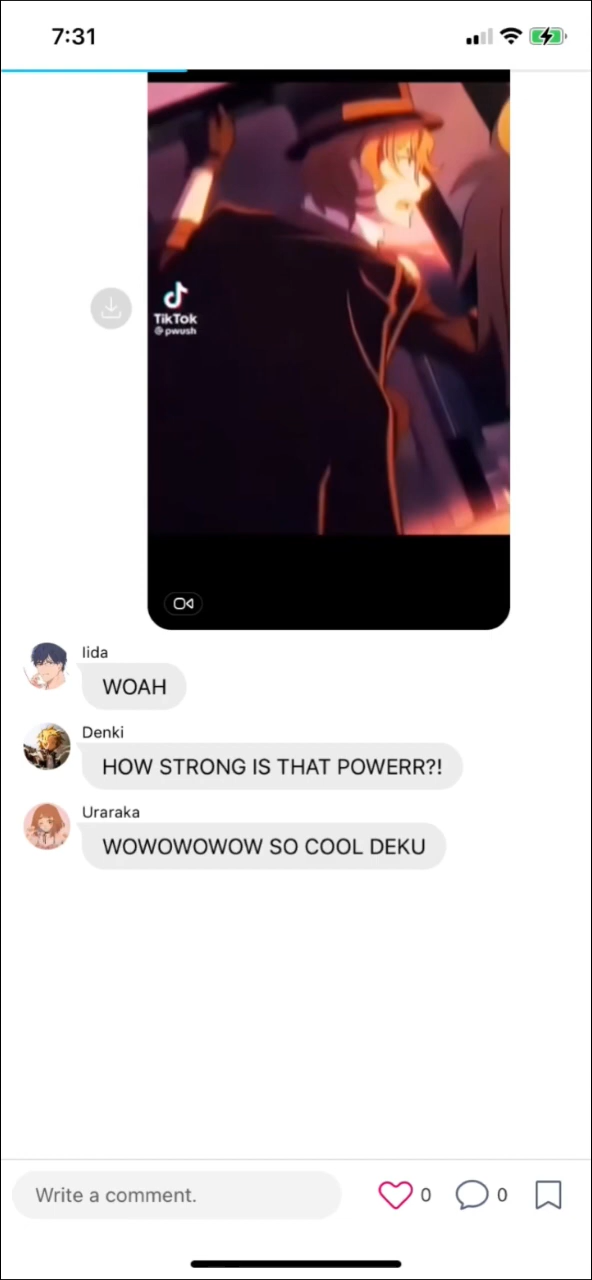 7:31
TikTok
@pwush
Iida
WOAH
Denki
HOW STRONG IS THAT POWERR?!
Uraraka
WOWOWOWOW SO COOL DEKU
Write a comment.
0
0